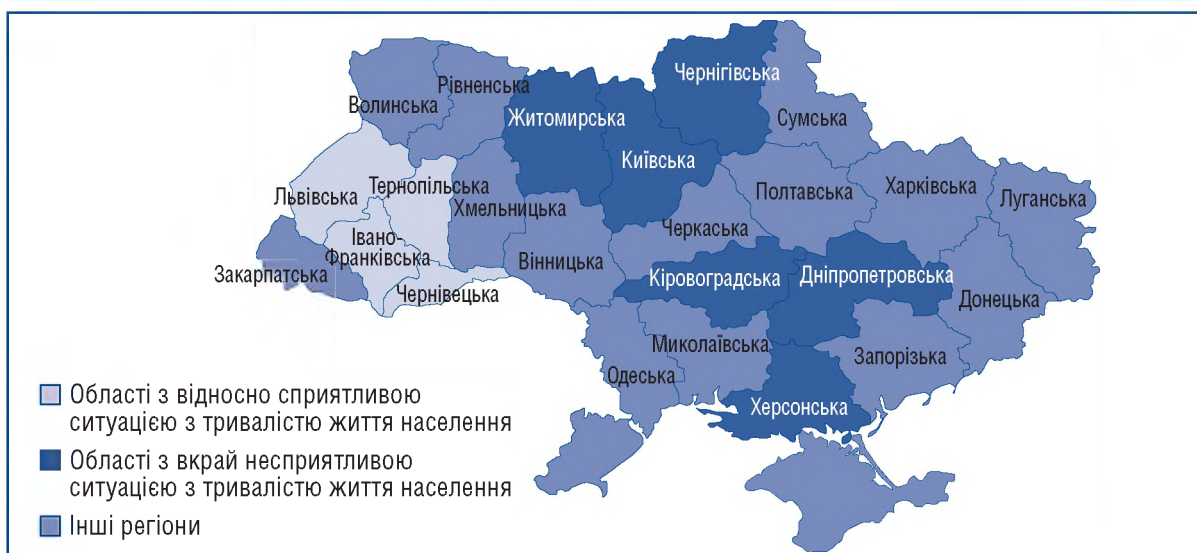 Чернігівська
Рівненська
Волинська
Житомирська
Сумська
Київська
Львівська
Тернопільська
Хмельницька
Полтавська
Харківська
Луганська
Черкаська
Івано-
Франківська
Закарпатська
Вінницька
Чернівецька
Кіровоградська
Дніпропетровська
Донецька
Миколаївська
Запорізька
Одеська
Херсонська
Області з відносно сприятливою
ситуацією з тривалістю життя населення
Області з вкрай несприятливою
ситуацією з тривалістю життя населення
Інші регіони